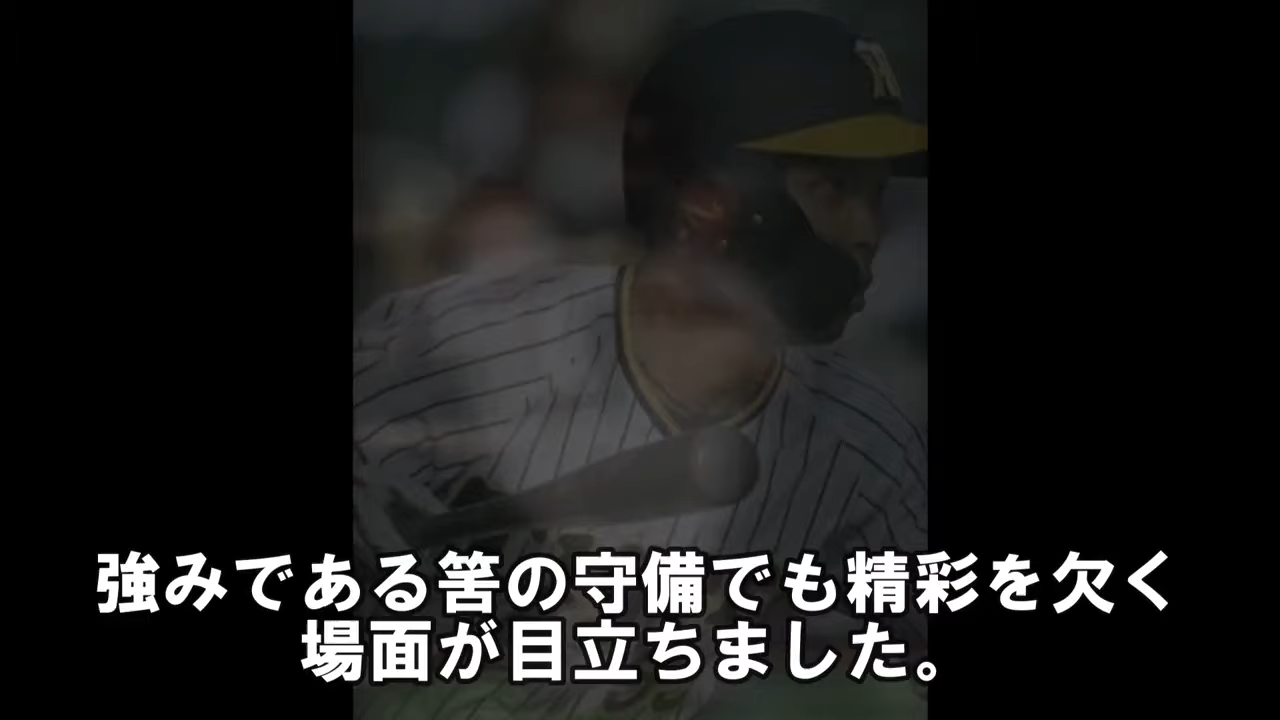 強みである筈の守備でも精彩を欠く
場面が目立ちました。